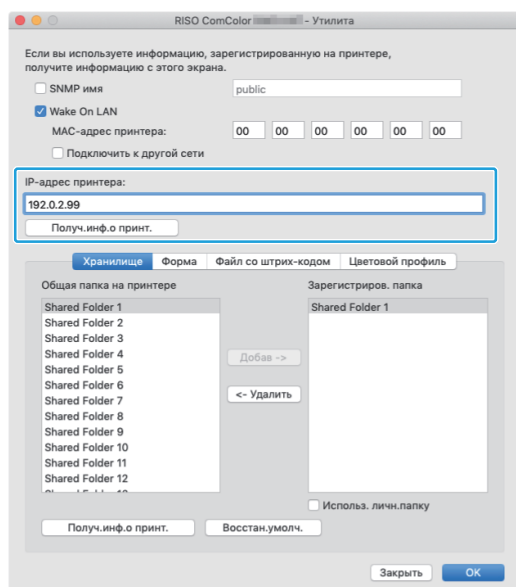 RISO ComColor - Утилита
Если вы используете информацию, зарегистрированную на принтере,
получите информацию с этого экрана.
SNMP имя
public
Wake On LAN
MAC-адрес принтера:
00 00 00 00 00 00
Подключить к другой сети
IP-адрес принтера:
192.0.2.99
Получ.инф.о принт.
Хранилище Форма Файл со штрих-кодом Цветовой профиль
Общая папка на принтере
Зарегистриров. папка
Shared Folder 1
Shared Folder 1
Shared Folder 2
Shared Folder 3
Shared Folder 4
Shared Folder 5
Shared Folder 6
Shared Folder 7
Shared Folder 8
Shared Folder 9
Shared Folder 10
Shared Folder 11
Shared Folder 12
Добав ->
<- Удалить
Использ. личн.папку
Получ.инф.о принт.
Восстан.умолч.
Закрыть
OK